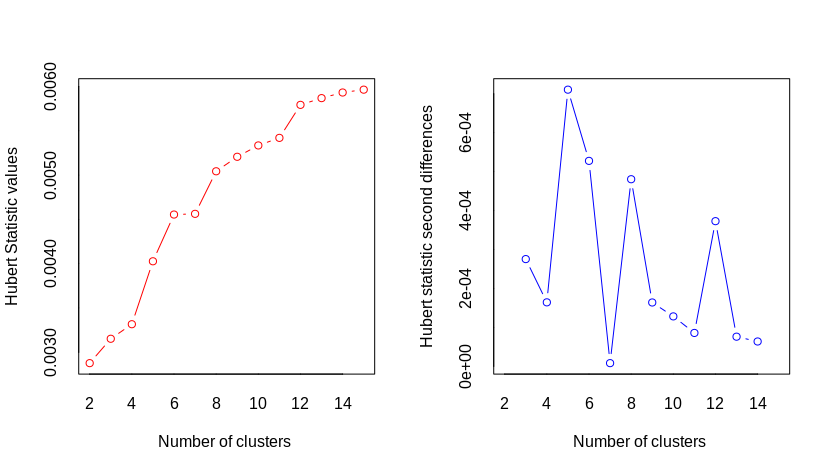 Hubert Statistic values
0.0060
0.0050
0.0040
0.0030
2 4 6 8 10 12 14
Number of clusters
Hubert statistic second differences
6e-04
4e-04
2e-04
0e+00
2 4 6 8 10 12 14
Number of clusters